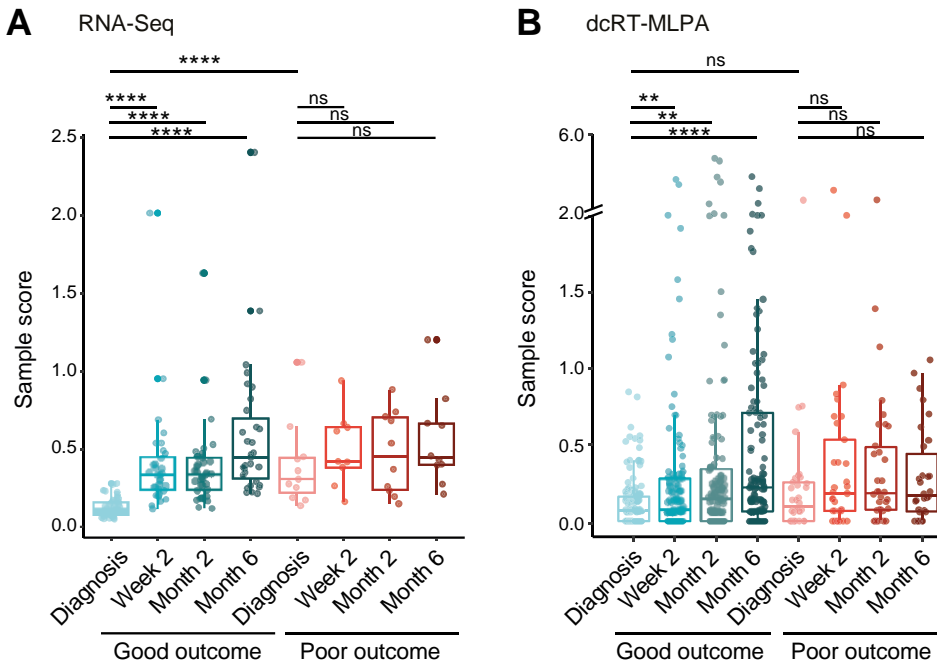 A
RNA-Seq
****
****
****
****
ns
ns
ns
Sample score
2.5
2.0
1.5
1.0
0.5
0.0
Diagnosis
Week 2
Month 2
Month 6
Diagnosis
Week 2
Month 2
Month 6
Good outcome
Poor outcome
B
dcRT-MLPA
ns
**
**
****
ns
ns
ns
Sample score
6.0
2.0
1.5
1.0
0.5
0.0
Diagnosis
Week 2
Month 2
Month 6
Diagnosis
Week 2
Month 2
Month 6
Good outcome
Poor outcome